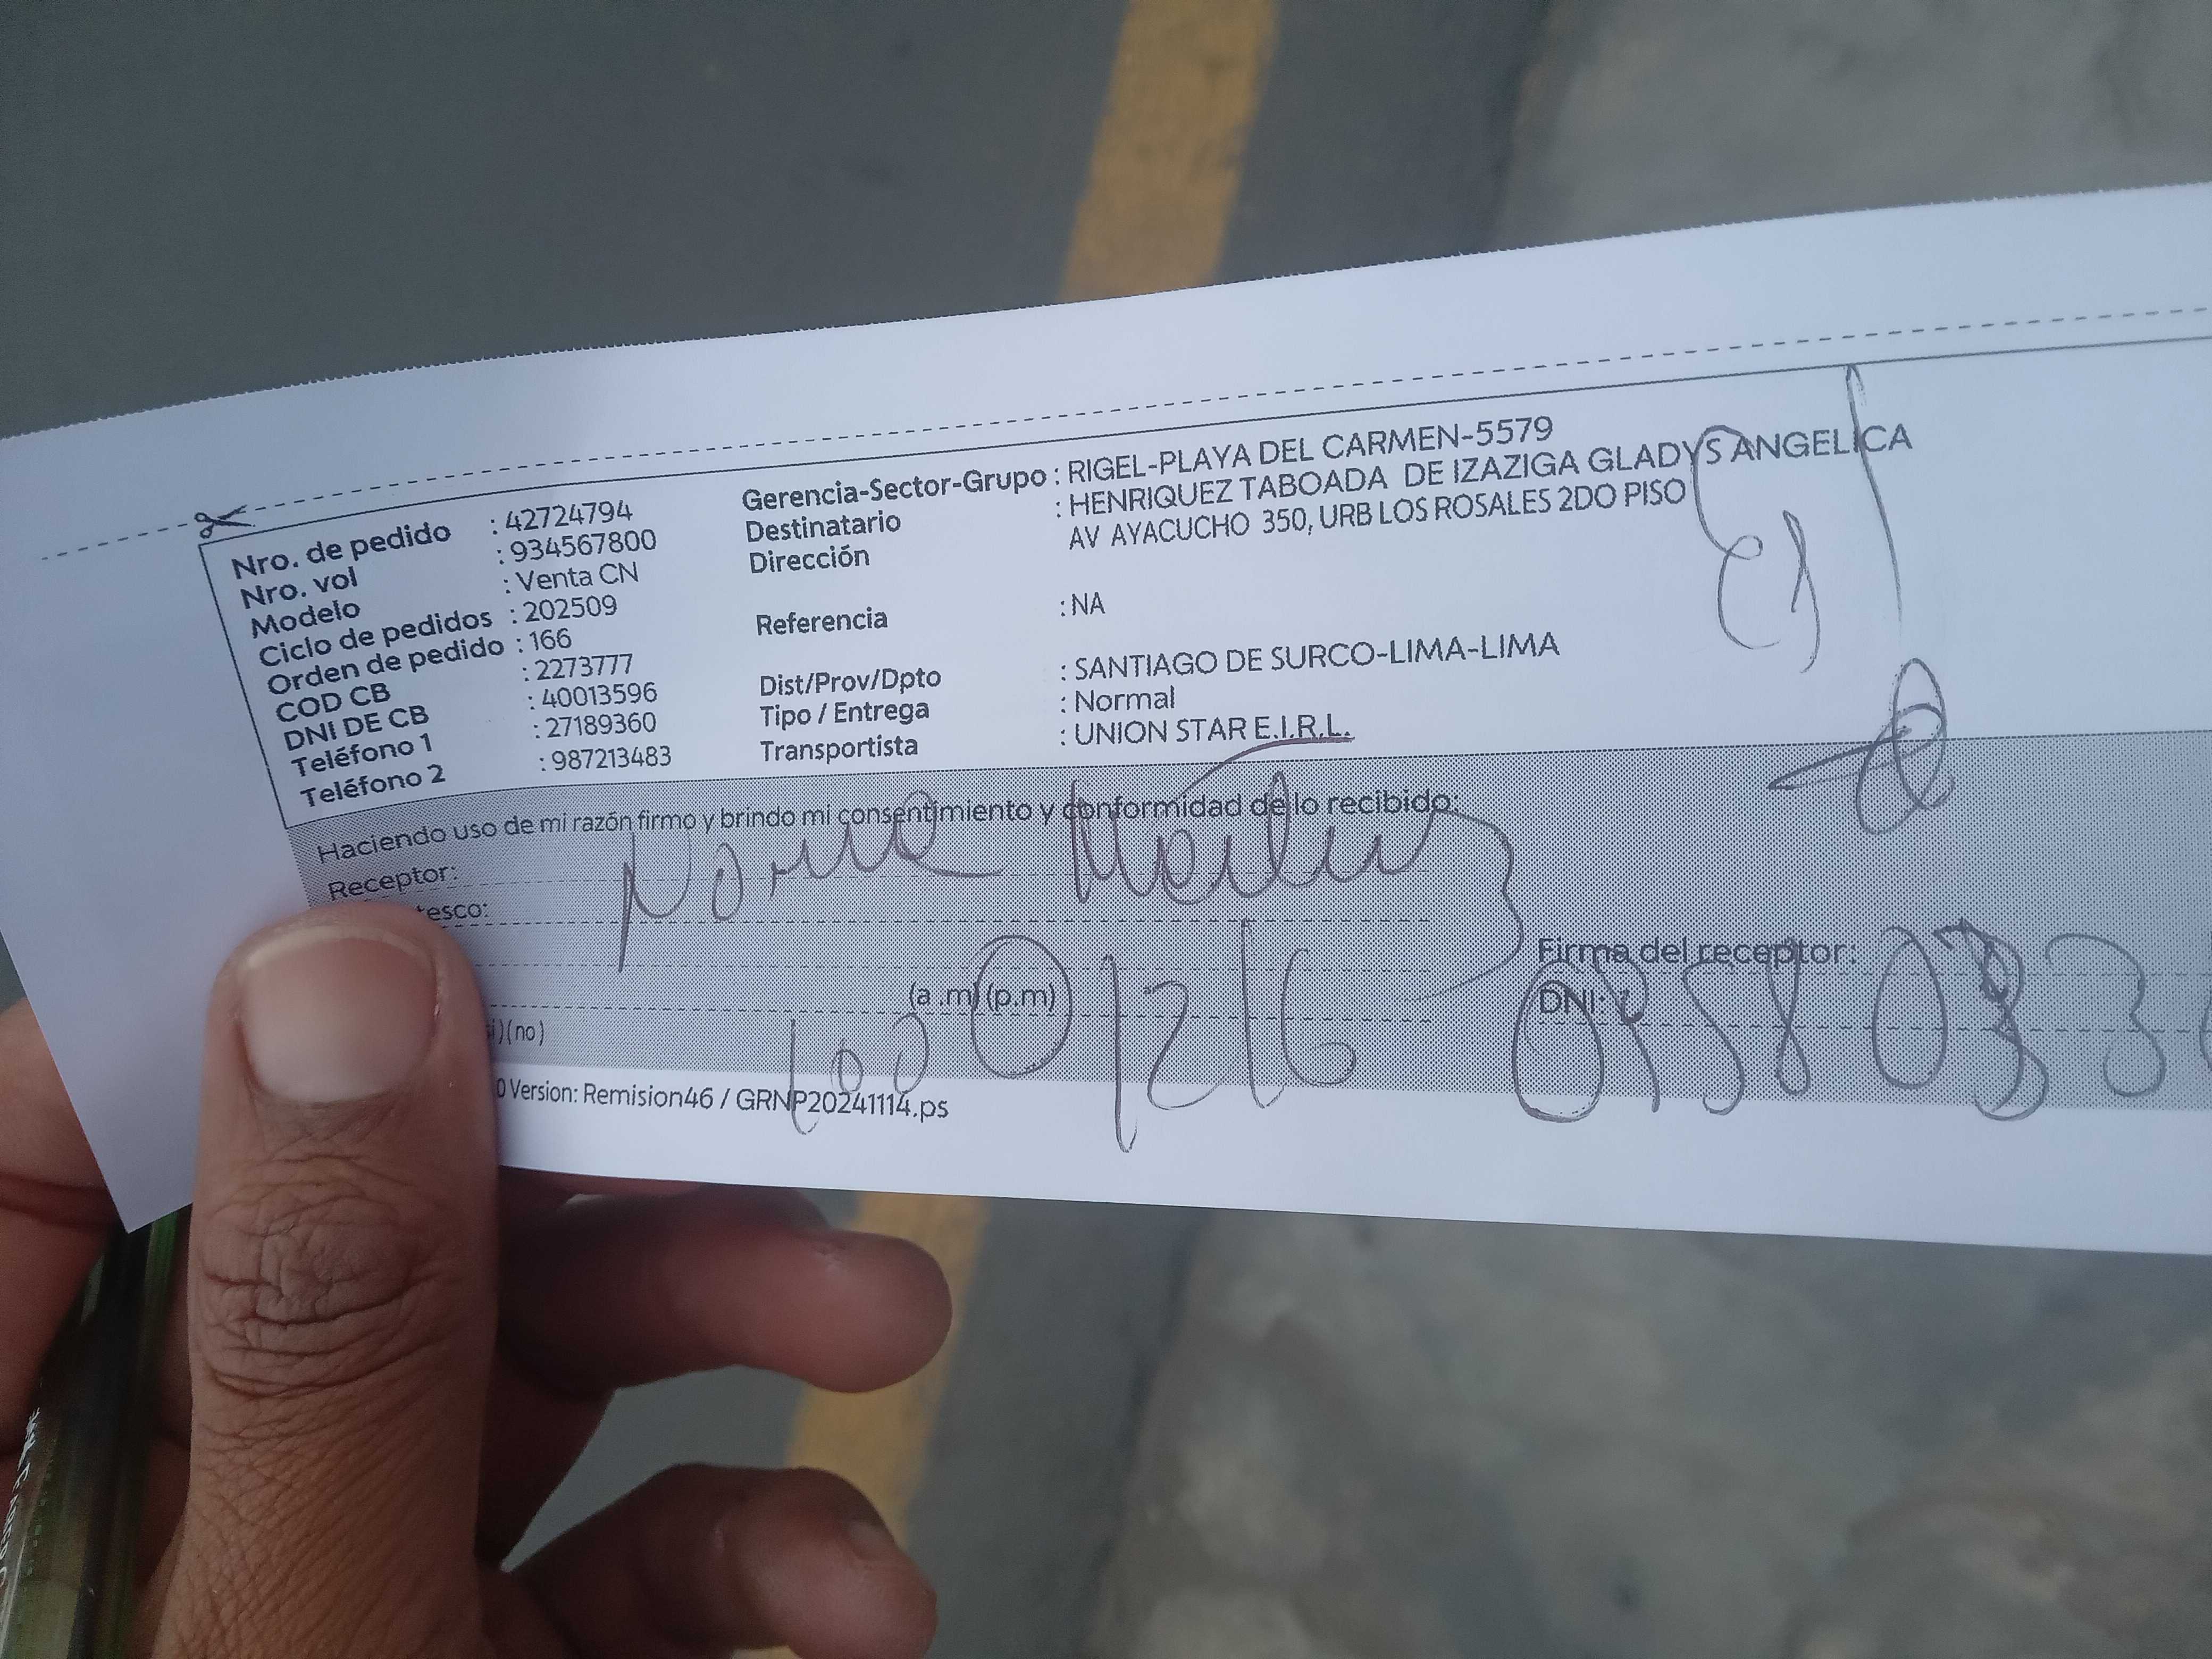 Nro. de pedido : 42724794
Nro. vol : 934567800
Modelo : Venta CN
Ciclo de pedidos : 202509
Orden de pedido : 166
COD CB : 2273777
DNI DE CB : 40013596
Teléfono 1 : 27189360
Teléfono 2 : 987213483
Gerencia-Sector-Grupo : RIGEL-PLAYA DEL CARMEN-5579
Destinatario : HENRIQUEZ TABOADA DE IZAZIGA GLADYS ANGELICA
Dirección AV AYACUCHO 350, URB LOS ROSALES 2DO PISO
Referencia : NA
Dist/Prov/Dpto : SANTIAGO DE SURCO-LIMA-LIMA
Tipo / Entrega : Normal
Transportista : UNION STAR E.I.R.L.
Haciendo uso de mi razón firmo y brindo mi consentimiento y conformidad de lo recibido:
Receptor:
tesco:
(a .m) (p.m)
i)(no)
Firma del receptor:
DNI:
0 Version: Remision46 / GRNP20241114.ps